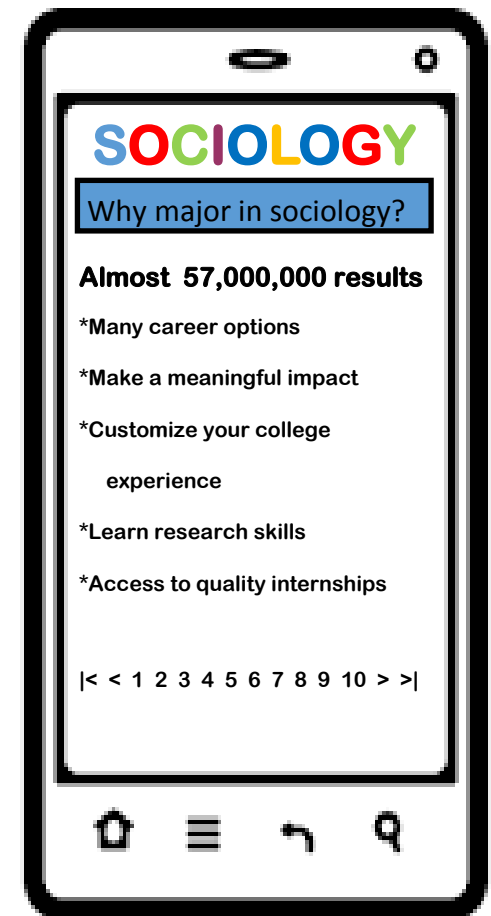 SOCIOLOGY
Why major in sociology?
Almost 57,000,000 results
*Many career options
*Make a meaningful impact
*Customize your college
experience
*Learn research skills
*Access to quality internships
|< < 1 2 3 4 5 6 7 8 9 10 > >|